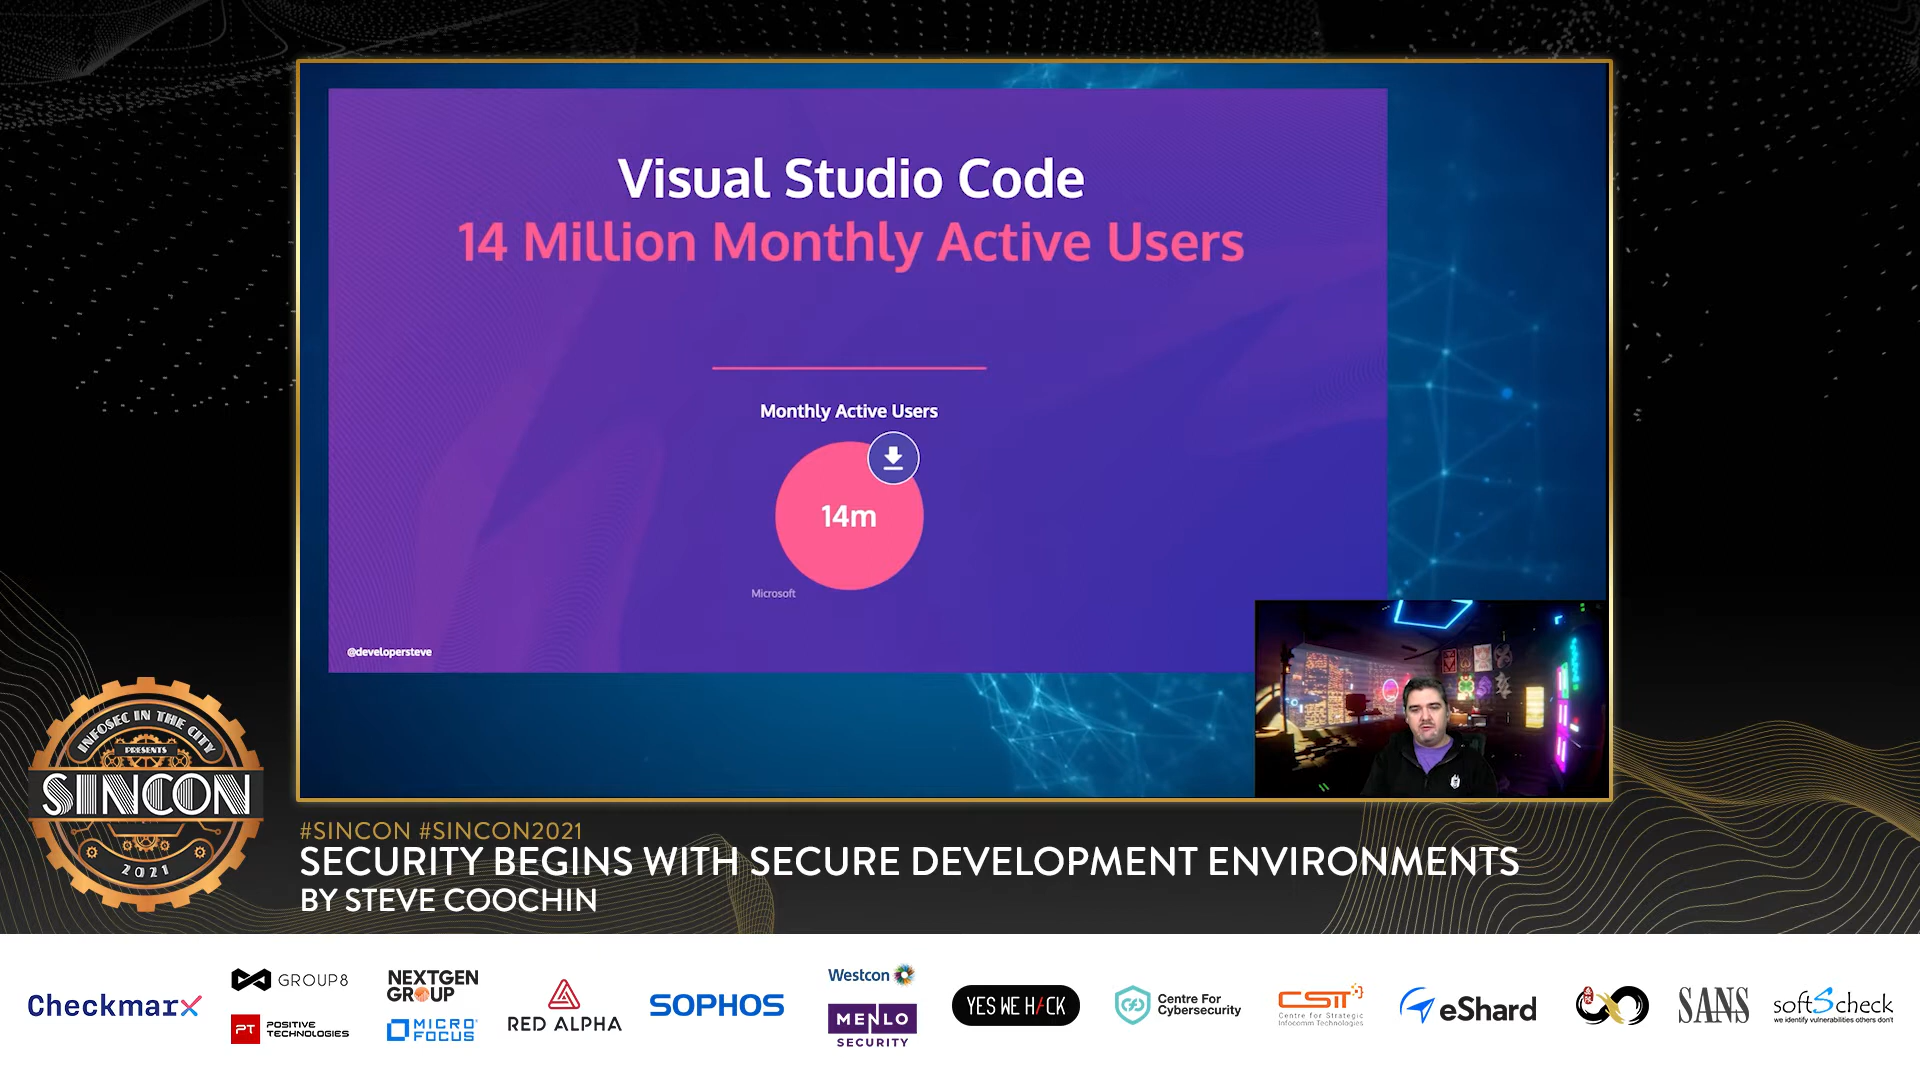 Visual Studio Code
14 Million Monthly Active Users
Monthly Active Users
14m
Microsoft
@developersteve
INFOSEC IN THE CITY
PRESENTS
SINCON
2021
#SINCON #SINCON2021
SECURITY BEGINS WITH SECURE DEVELOPMENT ENVIRONMENTS
BY STEVE COOCHIN
Checkmarx
GROUP8
PT POSITIVE
TECHNOLOGIES
NEXTGEN
GROUP
MICRO
FOCUS
RED ALPHA
SOPHOS
Westcon
MENLO
SECURITY
YES WE H/CK
Centre For
Cybersecurity
CSIT
Centre for Strategic
Infocomm Technologies
eShard
SANS
softScheck
we identify vulnerabilities others don't